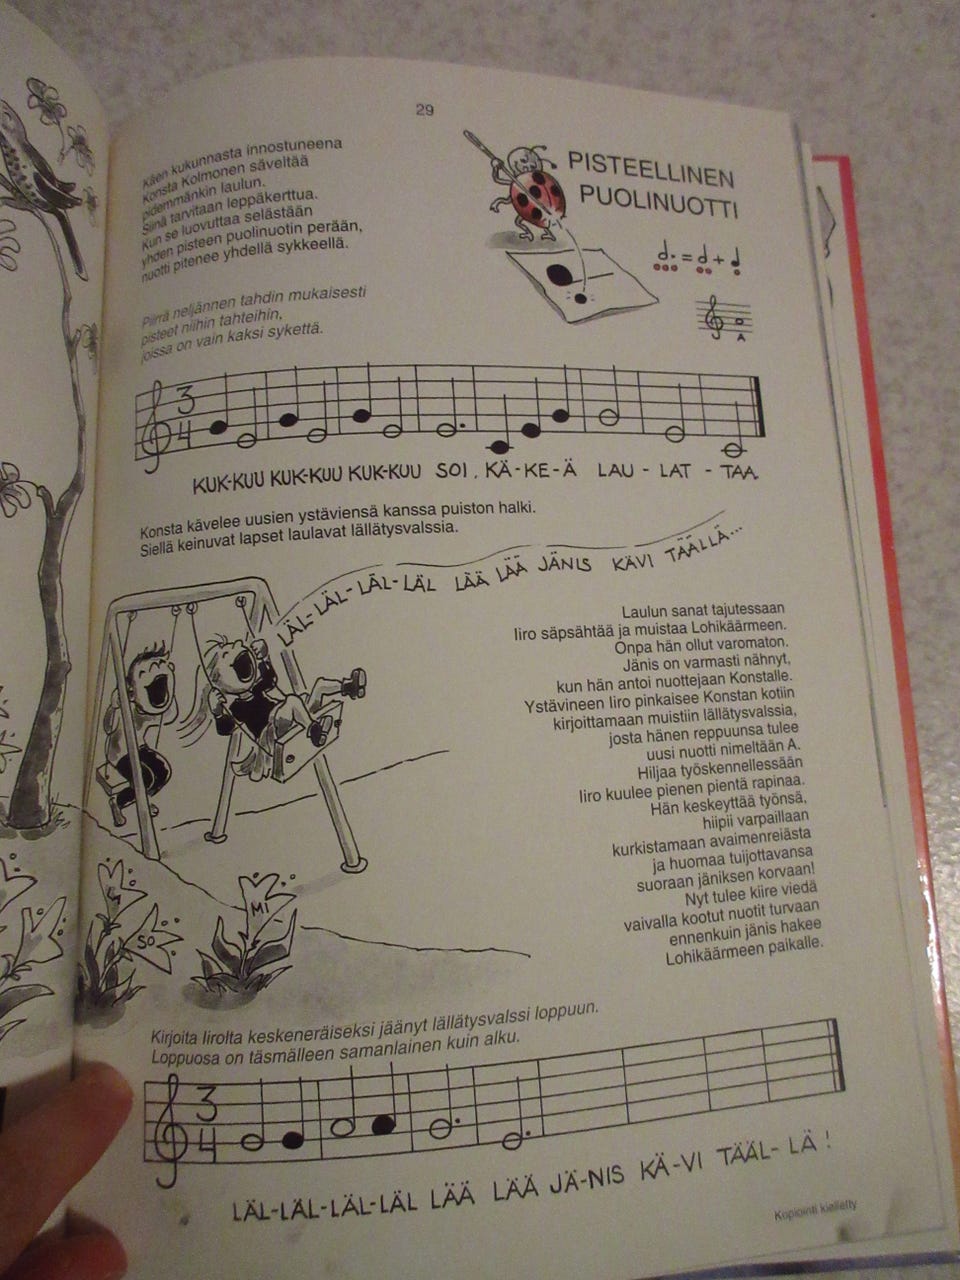 29
Käen kukunnasta innostuneena
Konsta Kolmonen säveltää
pidemmänkin laulun.
Siinä tarvitaan leppäkerttua.
Kun se luovuttaa selästään
yhden pisteen puolinuotin perään,
nuotti pitenee yhdellä sykkeellä.
PISTEELLINEN
PUOLINUOTTI
= +
A
Piirrä neljännen tahdin mukaisesti
pisteet niihin tahteihin,
joissa on vain kaksi sykettä.
3
4
KUK-KUU KUK-KUU KUK-KUU SOI. KÄ-KE-Ä LAU-LAT-TAA.
Konsta kävelee uusien ystäviensä kanssa puiston halki.
Siellä keinuvat lapset laulavat lällätysvalssia.
LÄL-LÄL-LÄL-LÄL LÄÄ LÄÄ JÄNIS KÄVI TÄÄLLÄ...
Laulun sanat tajutessaan
Iiro säpsähtää ja muistaa Lohikäärmeen.
Onpa hän ollut varomaton.
Jänis on varmasti nähnyt,
kun hän antoi nuottejaan Konstalle.
Ystävineen Iiro pinkaisee Konstan kotiin
kirjoittamaan muistiin lällätysvalssia,
josta hänen reppuunsa tulee
uusi nuotti nimeltään A.
Hiljaa työskennellessään
Iiro kuulee pienen pientä rapinaa.
Hän keskeyttää työnsä,
hiipii varpaillaan
kurkistamaan avaimenreiästä
ja huomaa tuijottavansa
suoraan jäniksen korvaan!
Nyt tulee kiire viedä
vaivalla kootut nuotit turvaan
ennenkuin jänis hakee
Lohikäärmeen paikalle.
MI
SO
Kirjoita Iirolta keskeneräiseksi jäänyt lällätysvalssi loppuun.
Loppuosa on täsmälleen samanlainen kuin alku.
3
4
LÄL-LÄL-LÄL-LÄL LÄÄ LÄÄ JÄ-NIS KÄ-VI TÄÄL-LÄ!
Kopiointi kielletty